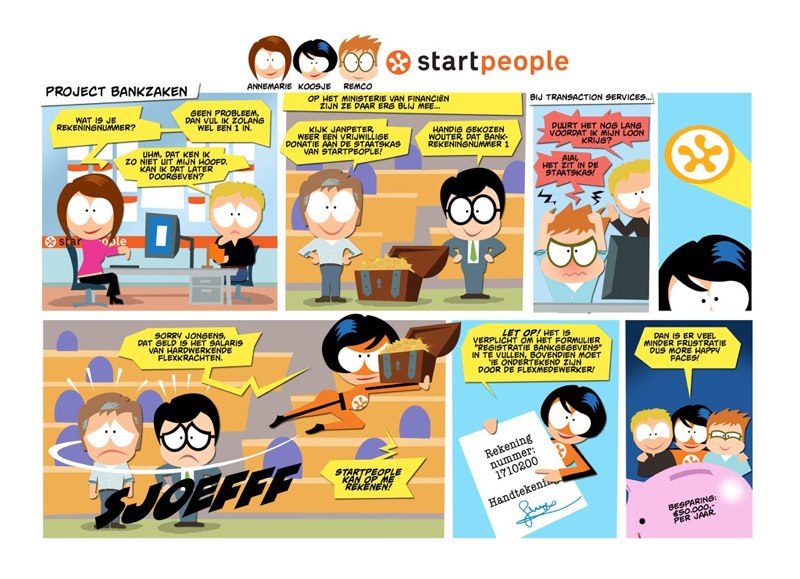 startpeople
ANNEMARIE KOOSJE REMCO
PROJECT BANKZAKEN
WAT IS JE
REKENINGNUMMER?
GEEN PROBLEEM,
DAN VUL IK ZOLANG
WEL EEN 1 IN.
UHM, DAT KEN IK
ZO NIET UIT MIJN HOOFD.
KAN IK DAT LATER
DOORGEVEN?
start people
OP HET MINISTERIE VAN FINANCIËN
ZIJN ZE DAAR ERG BLIJ MEE...
KIJK JANPETER,
WEER EEN VRIJWILLIGE
DONATIE AAN DE STAATSKAS
VAN STARTPEOPLE!
HANDIG GEKOZEN
WOUTER, DAT BANK-
REKENINGNUMMER 1
BIJ TRANSACTION SERVICES...
DUURT HET NOG LANG
VOORDAT IK MIJN LOON
KRIJG?
AIAI,
HET ZIT IN DE
STAATSKAS!
SORRY JONGENS,
DAT GELD IS HET SALARIS
VAN HARDWERKENDE
FLEXKRACHTEN.
STARTPEOPLE
KAN OP ME
REKENEN!
SJOEFFF
LET OP! HET IS
VERPLICHT OM HET FORMULIER
"REGISTRATIE BANKGEGEVENS"
IN TE VULLEN, BOVENDIEN MOET
'IE ONDERTEKEND ZIJN
DOOR DE FLEXMEDEWERKER!
Rekening
nummer:
1710200
Handtekening
DAN IS ER VEEL
MINDER FRUSTRATIE
DUS MORE HAPPY
FACES!
BESPARING:
€50.000,-
PER JAAR.